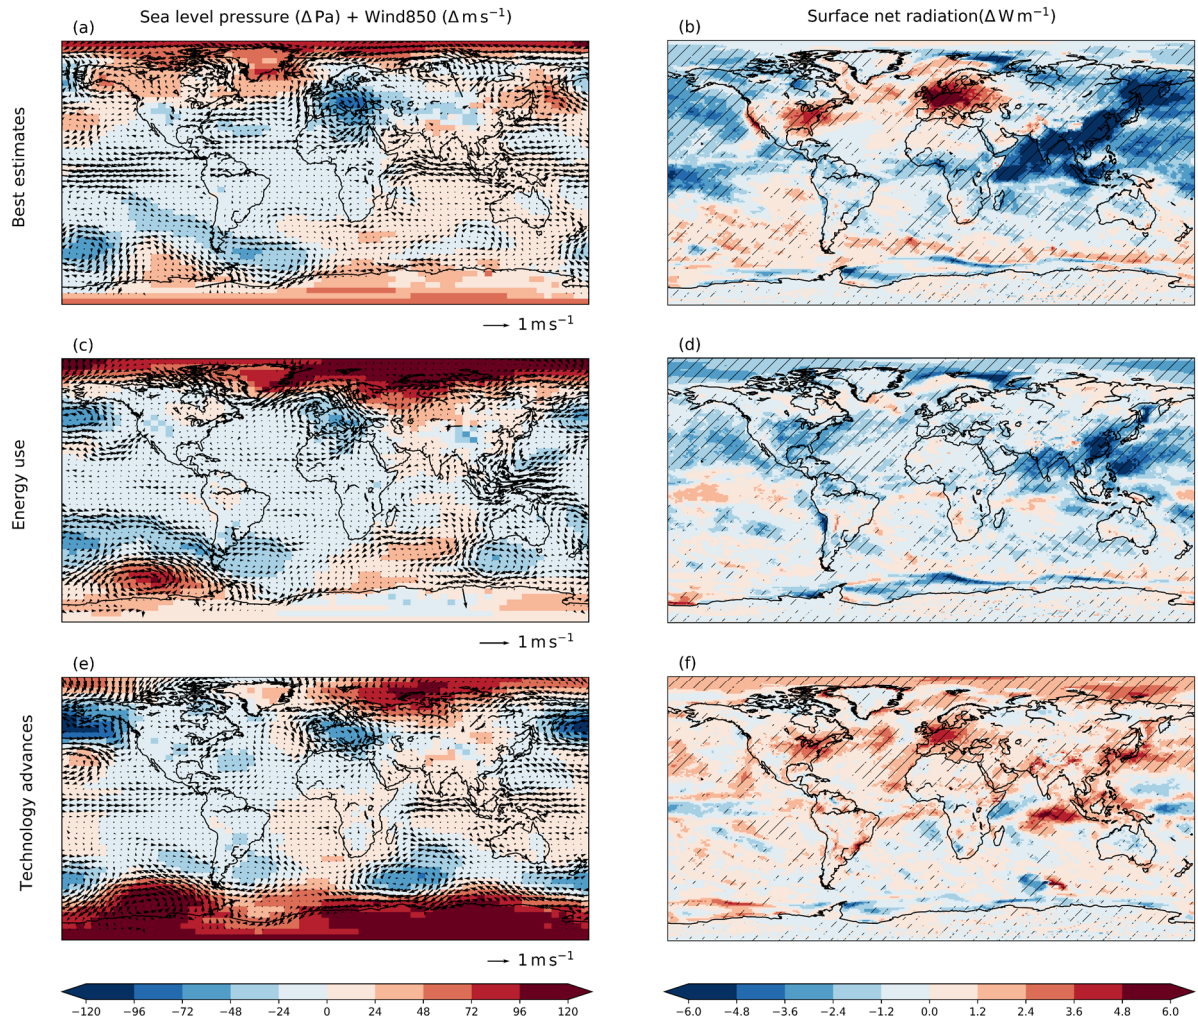 Sea level pressure (Δ Pa) + Wind850 (Δ m s⁻¹)
Surface net radiation(Δ W m⁻¹)
(a)
(b)
Best estimates
1 m s⁻¹
(c)
(d)
Energy use
1 m s⁻¹
(e)
(f)
Technology advances
1 m s⁻¹
−120 −96 −72 −48 −24 0 24 48 72 96 120
−6.0 −4.8 −3.6 −2.4 −1.2 0.0 1.2 2.4 3.6 4.8 6.0